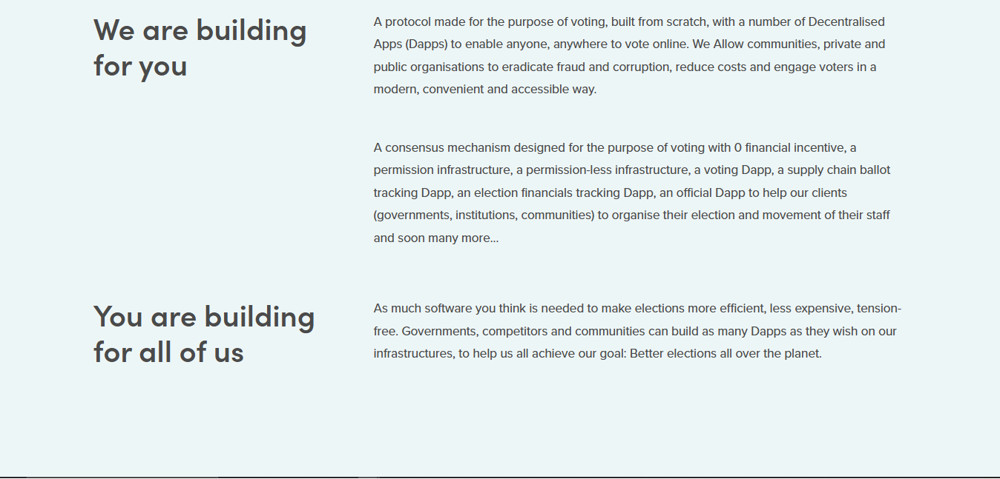 We are building
for you
A protocol made for the purpose of voting, built from scratch, with a number of Decentralised
Apps (Dapps) to enable anyone, anywhere to vote online. We Allow communities, private and
public organisations to eradicate fraud and corruption, reduce costs and engage voters in a
modern, convenient and accessible way.
A consensus mechanism designed for the purpose of voting with 0 financial incentive, a
permission infrastructure, a permission-less infrastructure, a voting Dapp, a supply chain ballot
tracking Dapp, an election financials tracking Dapp, an official Dapp to help our clients
(governments, institutions, communities) to organise their election and movement of their staff
and soon many more...
You are building
for all of us
As much software you think is needed to make elections more efficient, less expensive, tension-
free. Governments, competitors and communities can build as many Dapps as they wish on our
infrastructures, to help us all achieve our goal: Better elections all over the planet.